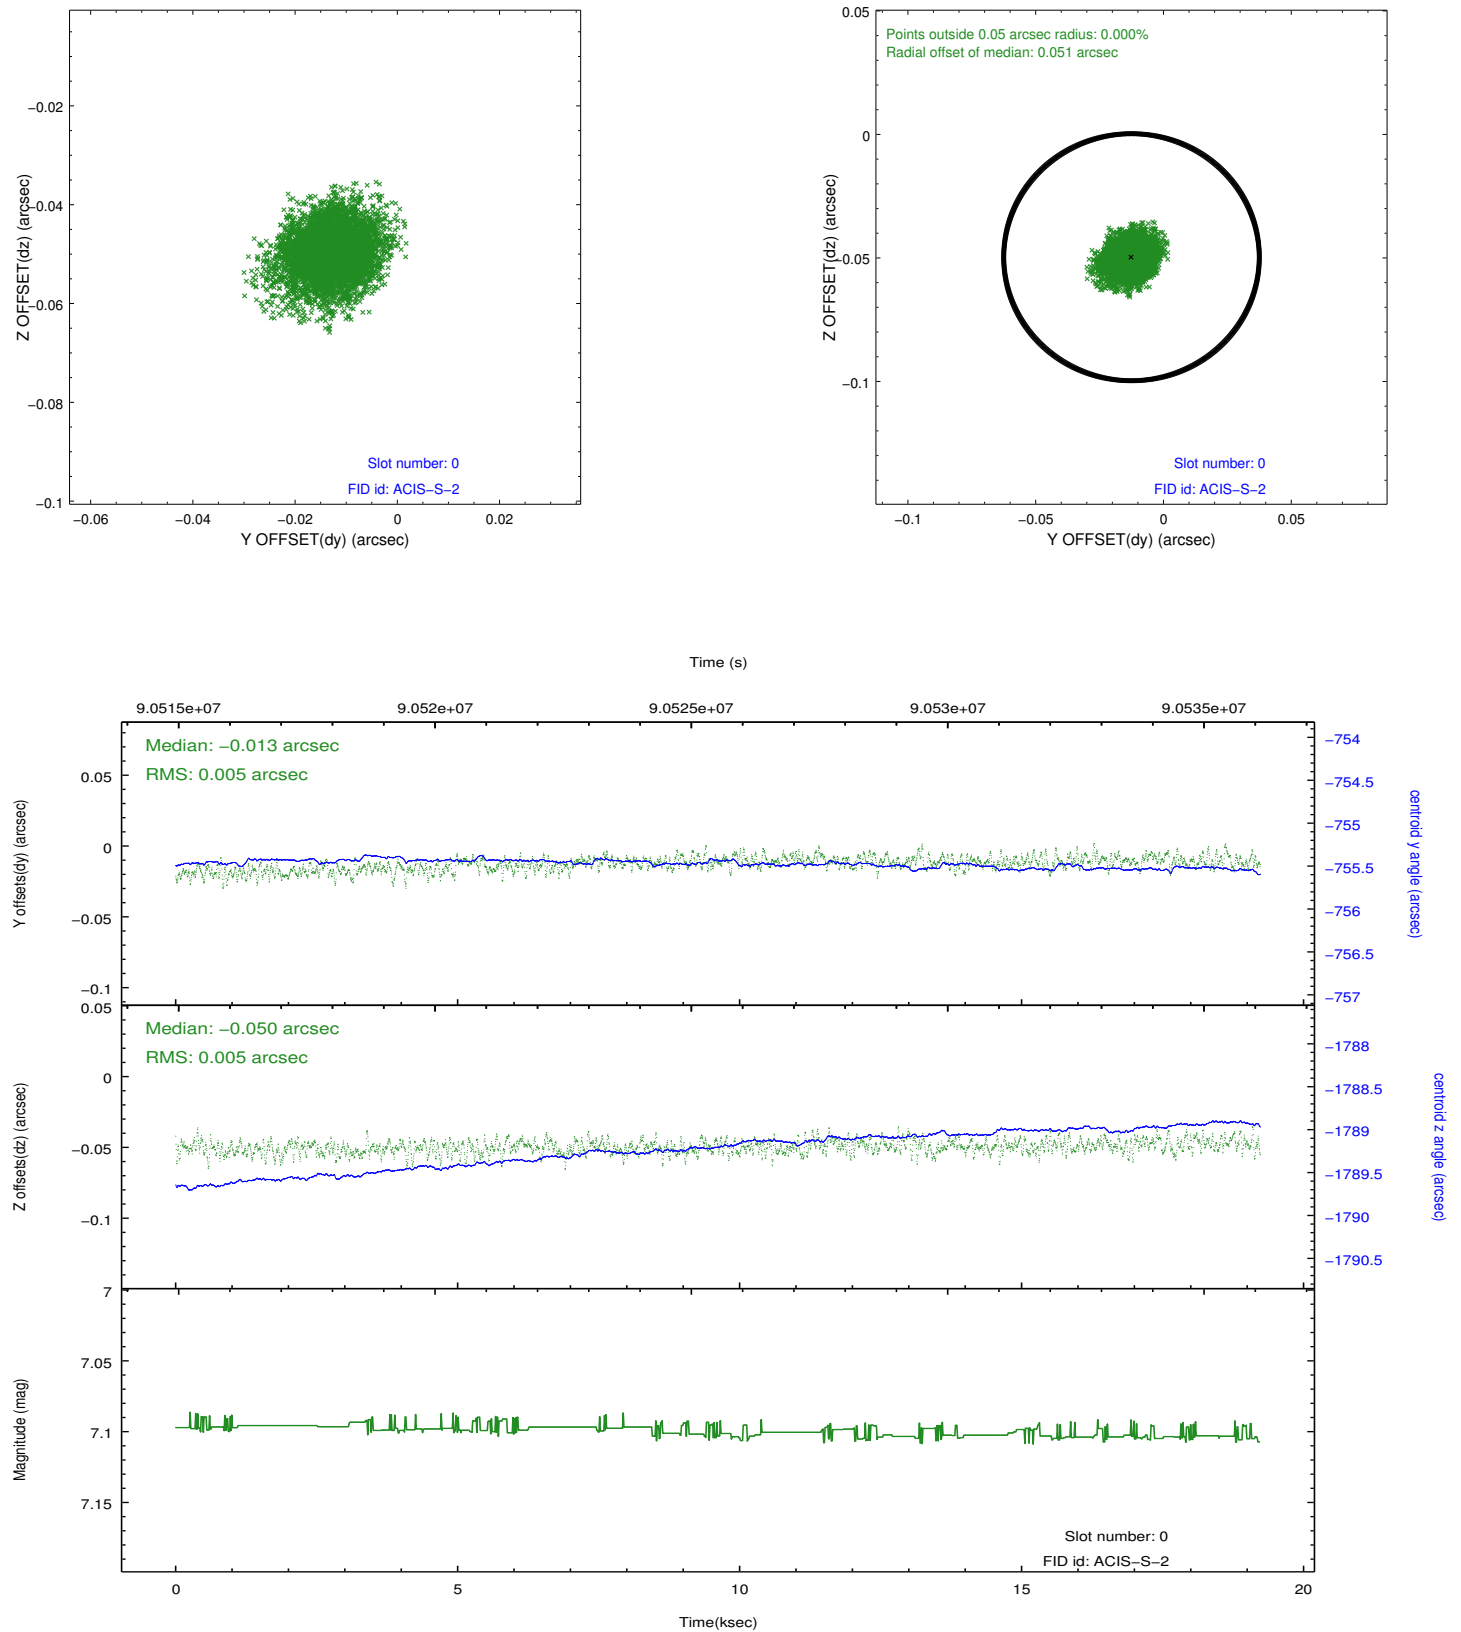 −0.02
−0.04
−0.06
−0.08
−0.1
Z OFFSET(dz) (arcsec)
Slot number: 0
FID id: ACIS−S−2
−0.06
−0.04
−0.02
0
0.02
Y OFFSET(dy) (arcsec)
0.05
0
−0.05
−0.1
Z OFFSET(dz) (arcsec)
Points outside 0.05 arcsec radius: 0.000%
Radial offset of median: 0.051 arcsec
Slot number: 0
FID id: ACIS−S−2
−0.1
−0.05
0
0.05
Y OFFSET(dy) (arcsec)
Time (s)
9.0515e+07
9.052e+07
9.0525e+07
9.053e+07
9.0535e+07
Median: −0.013 arcsec
RMS: 0.005 arcsec
0.05
0
−0.05
−0.1
Y offsets(dy) (arcsec)
−754
−754.5
−755
−755.5
−756
−756.5
−757
centroid y angle (arcsec)
Median: −0.050 arcsec
RMS: 0.005 arcsec
0.05
0
−0.05
−0.1
Z offsets(dz) (arcsec)
−1788
−1788.5
−1789
−1789.5
−1790
−1790.5
centroid z angle (arcsec)
7
7.05
7.1
7.15
Magnitude (mag)
Slot number: 0
FID id: ACIS−S−2
0
5
10
15
20
Time(ksec)